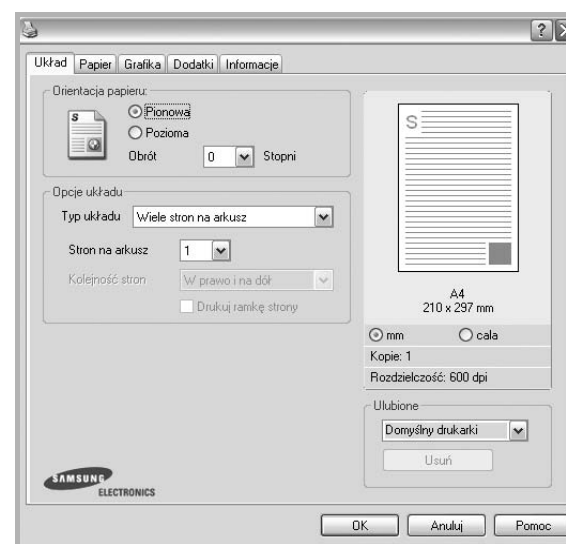 Układ Papier Grafika Dodatki Informacje
Orientacja papieru:
S
Pionowa
Pozioma
Obrót 0 Stopni
Opcje układu
Typ układu Wiele stron na arkusz
Stron na arkusz 1
Kolejność stron W prawo i na dół
Drukuj ramkę strony
SAMSUNG
ELECTRONICS
S
A4
210 x 297 mm
mm cala
Kopie: 1
Rozdzielczość: 600 dpi
Ulubione
Domyślny drukarki
Usuń
OK Anuluj Pomoc